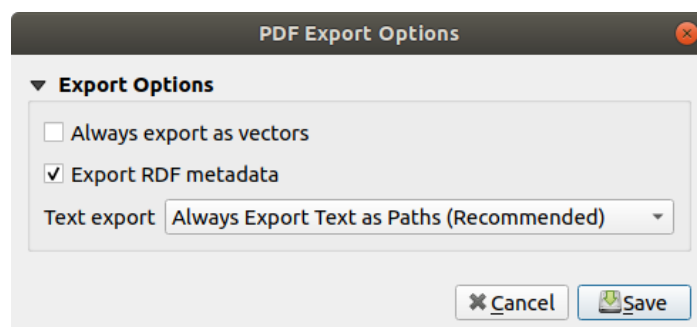 PDF Export Options
Export Options
Always export as vectors
Export RDF metadata
Text export Always Export Text as Paths (Recommended)
Cancel Save